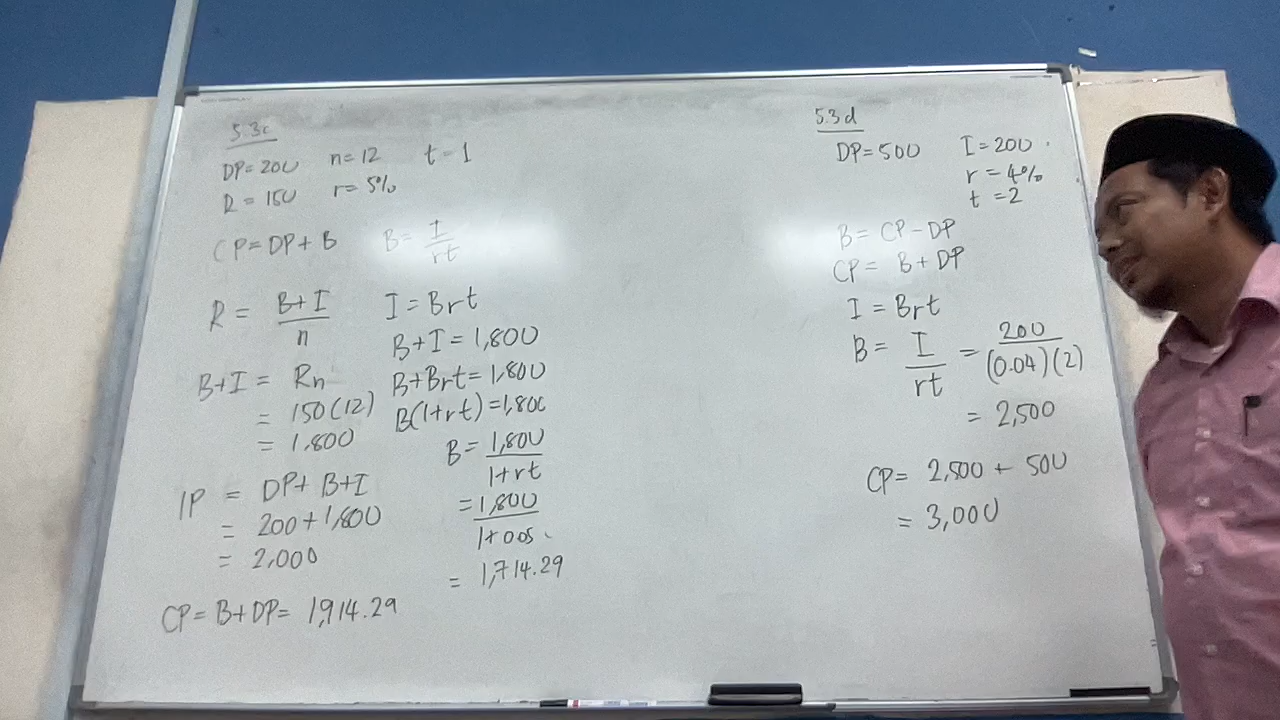 5.3c
DP=200 n=12 t=1
R=150 r=5%
CP=DP+B B=I/rt
R = B+I/n I=Brt
B+I=1,800
B+I = Rn B+Brt=1,800
= 150(12) B(1+rt)=1,800
= 1,800 B=1,800/1+rt
IP = DP+B+I
= 200+1,800 =1,800/1+005
= 2,000 = 1,714.29
CP=B+DP= 1,914.29
5.3d
DP=500 I=200
r=4%
t=2
B= CP-DP
CP= B+DP
I=Brt
B= I/rt = 200/(0.04)(2)
= 2,500
CP= 2,500 + 500
= 3,000